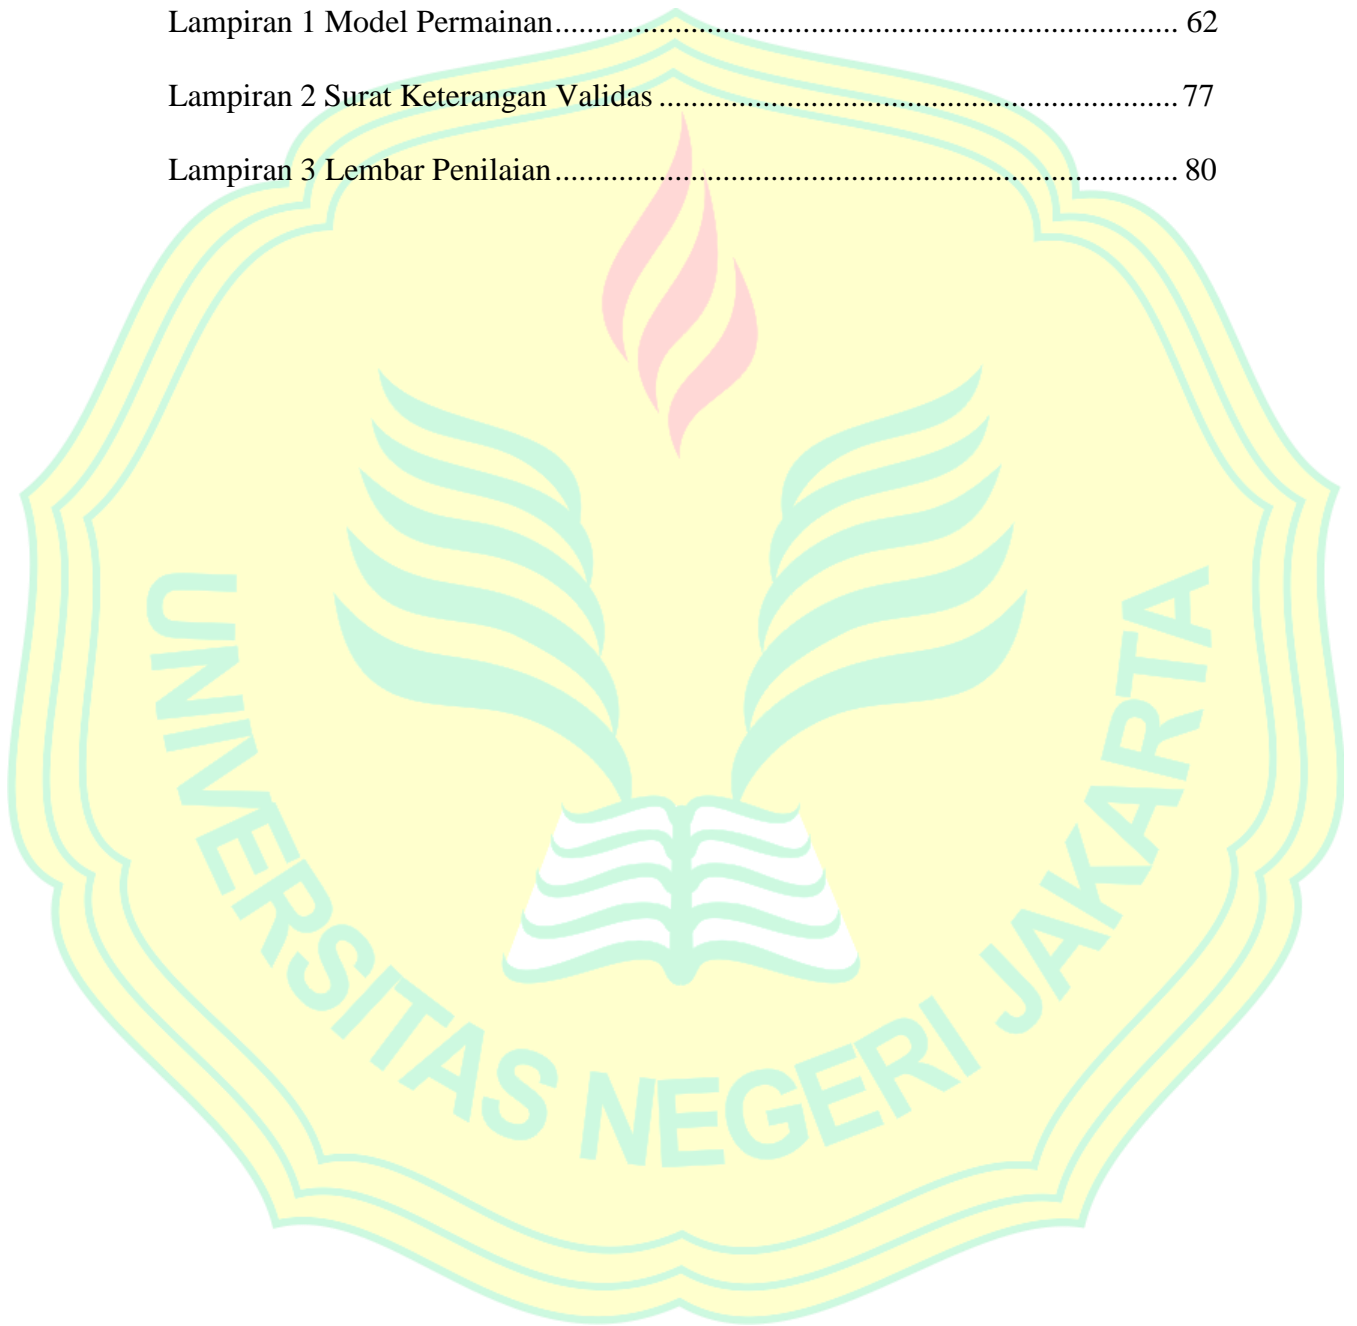 Lampiran 1 Model Permainan.............................................................................. 62
Lampiran 2 Surat Keterangan Validas ................................................................. 77
Lampiran 3 Lembar Penilaian.............................................................................. 80
UNIVERSITAS NEGERI JAKARTA